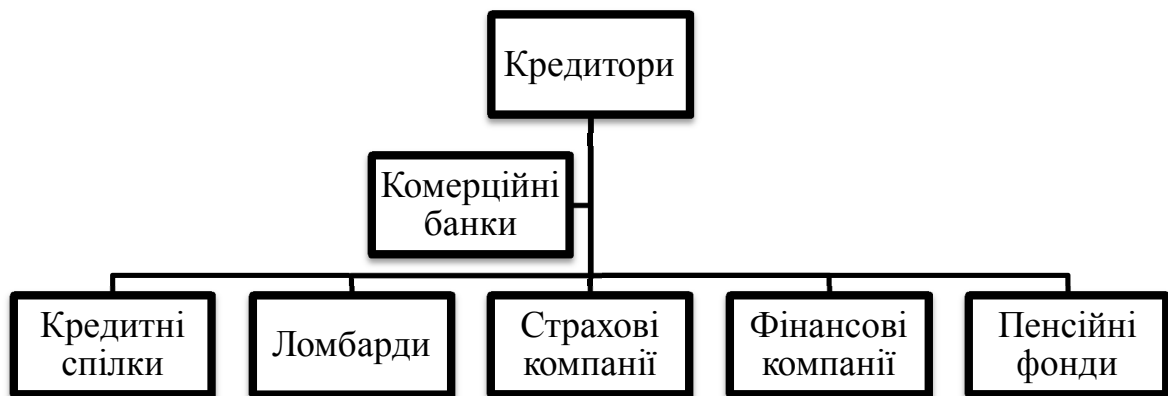 Кредитори
Комерційні
банки
Кредитні
спілки
Ломбарди
Страхові
компанії
Фінансові
компанії
Пенсійні
фонди